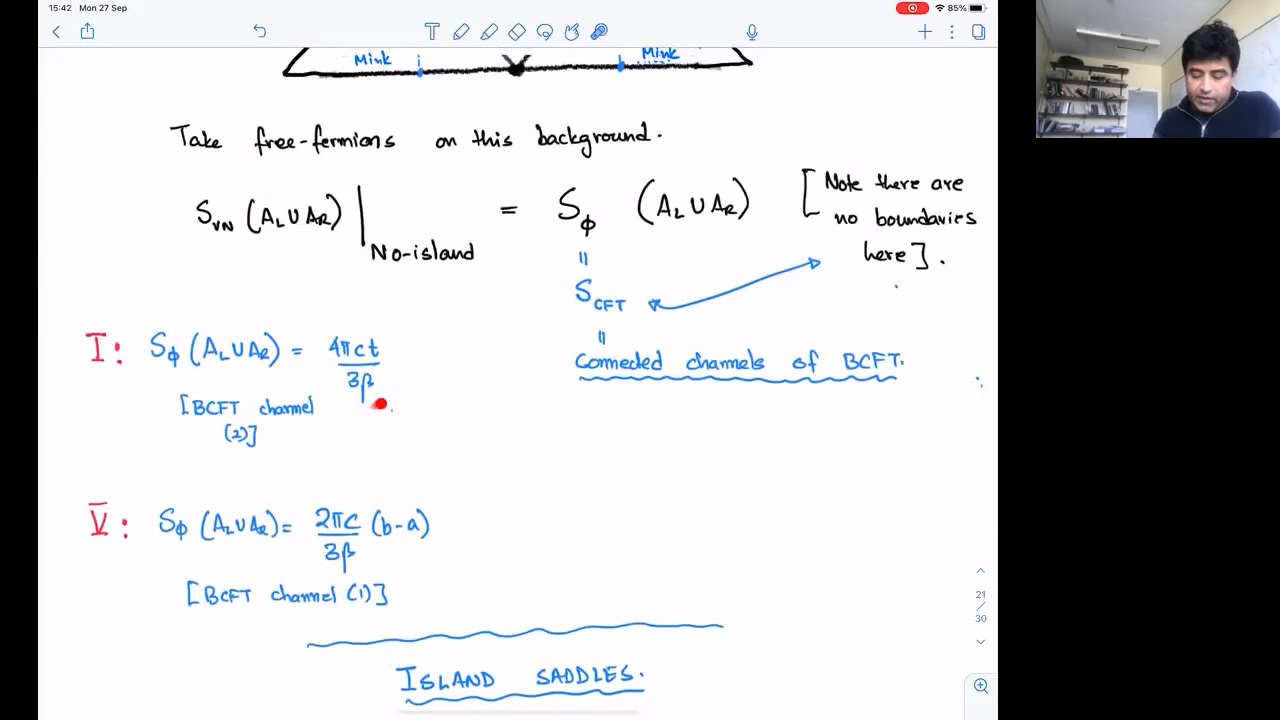 15:42 Mon 27 Sep
85%
Mink
Mink
Take free-fermions on this background.
S_VN (A_L ∪ A_R) | No-island = S_ϕ (A_L ∪ A_R) [Note there are
no boundaries
here].
"
S_CFT
"
Connected channels of BCFT.
I: S_ϕ (A_L ∪ A_R) = 4πct / 3β
[BCFT channel
(2)]
V: S_ϕ (A_L ∪ A_R) = 2πc / 3β (b-a)
[BCFT channel (1)]
ISLAND SADDLES.
21
/
30